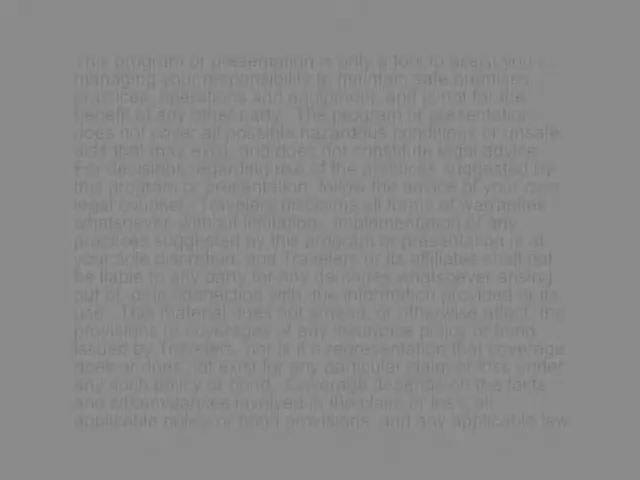 This program or presentation is only a tool to assist you in
managing your responsibility to maintain safe premises,
practices, operations and equipment, and is not for the
benefit of any other party. The program or presentation
does not cover all possible hazardous conditions or unsafe
acts that may exist, and does not constitute legal advice.
For decisions regarding use of the practices suggested by
this program or presentation, follow the advice of your own
legal counsel. Travelers disclaims all forms of warranties
whatsoever, without limitation. Implementation of any
practices suggested by this program or presentation is at
your sole discretion, and Travelers or its affiliates shall not
be liable to any party for any damages whatsoever arising
out of, or in connection with, the information provided or its
use. This material does not amend, or otherwise affect, the
provisions or coverages of any insurance policy or bond
issued by Travelers, nor is it a representation that coverage
does or does not exist for any particular claim or loss under
any such policy or bond. Coverage depends on the facts
and circumstances involved in the claim or loss, all
applicable policy or bond provisions, and any applicable law.